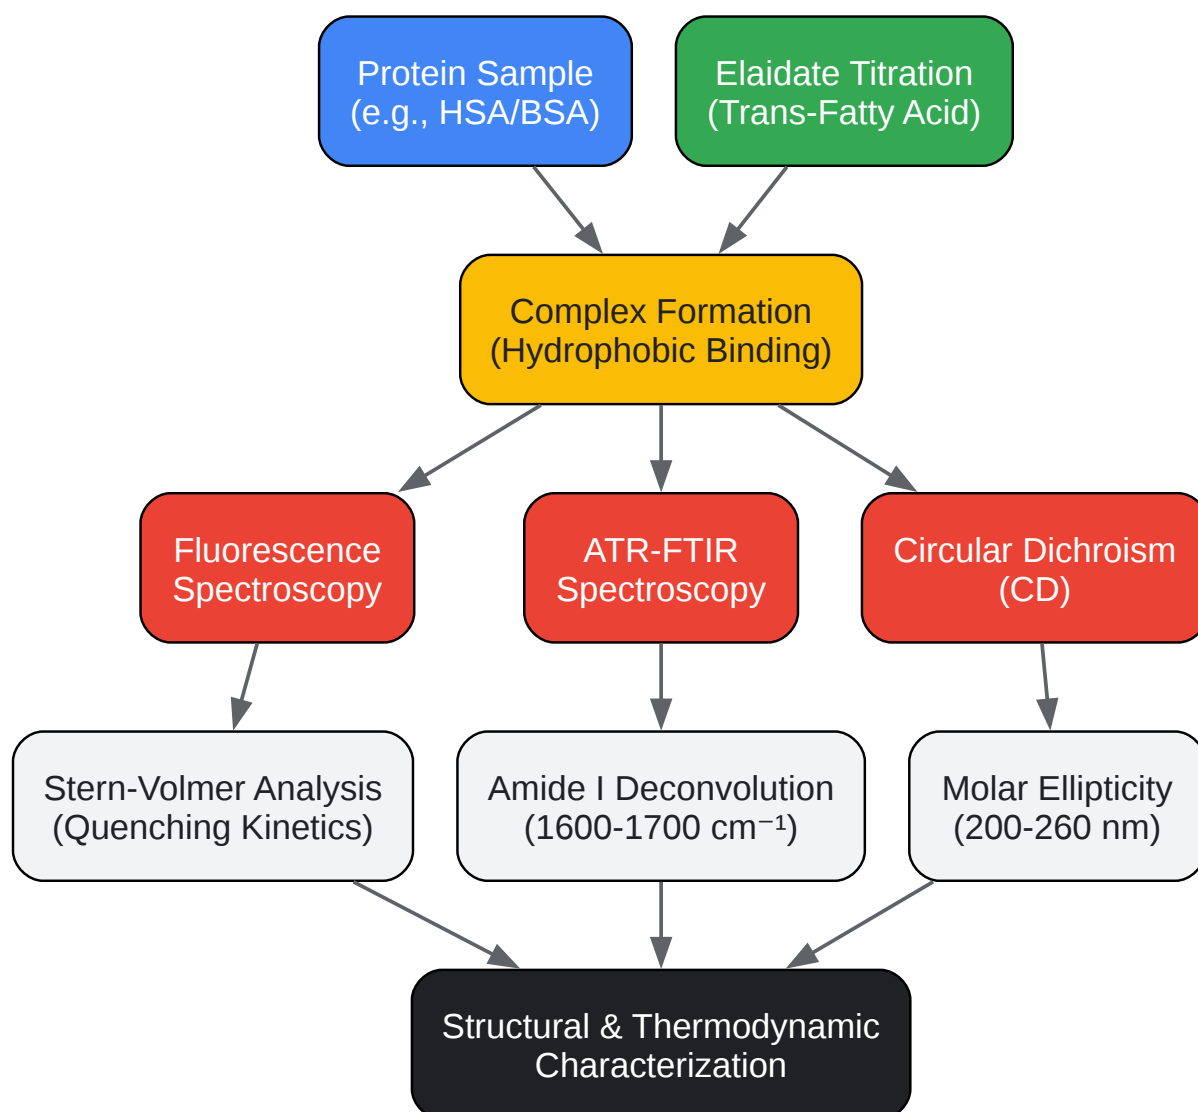 Protein Sample
(e.g., HSA/BSA)
Elaidate Titration
(Trans-Fatty Acid)
Complex Formation
(Hydrophobic Binding)
Fluorescence
Spectroscopy
ATR-FTIR
Spectroscopy
Circular Dichroism
(CD)
Stern-Volmer Analysis
(Quenching Kinetics)
Amide I Deconvolution
(1600-1700 cm⁻¹)
Molar Ellipticity
(200-260 nm)
Structural & Thermodynamic
Characterization